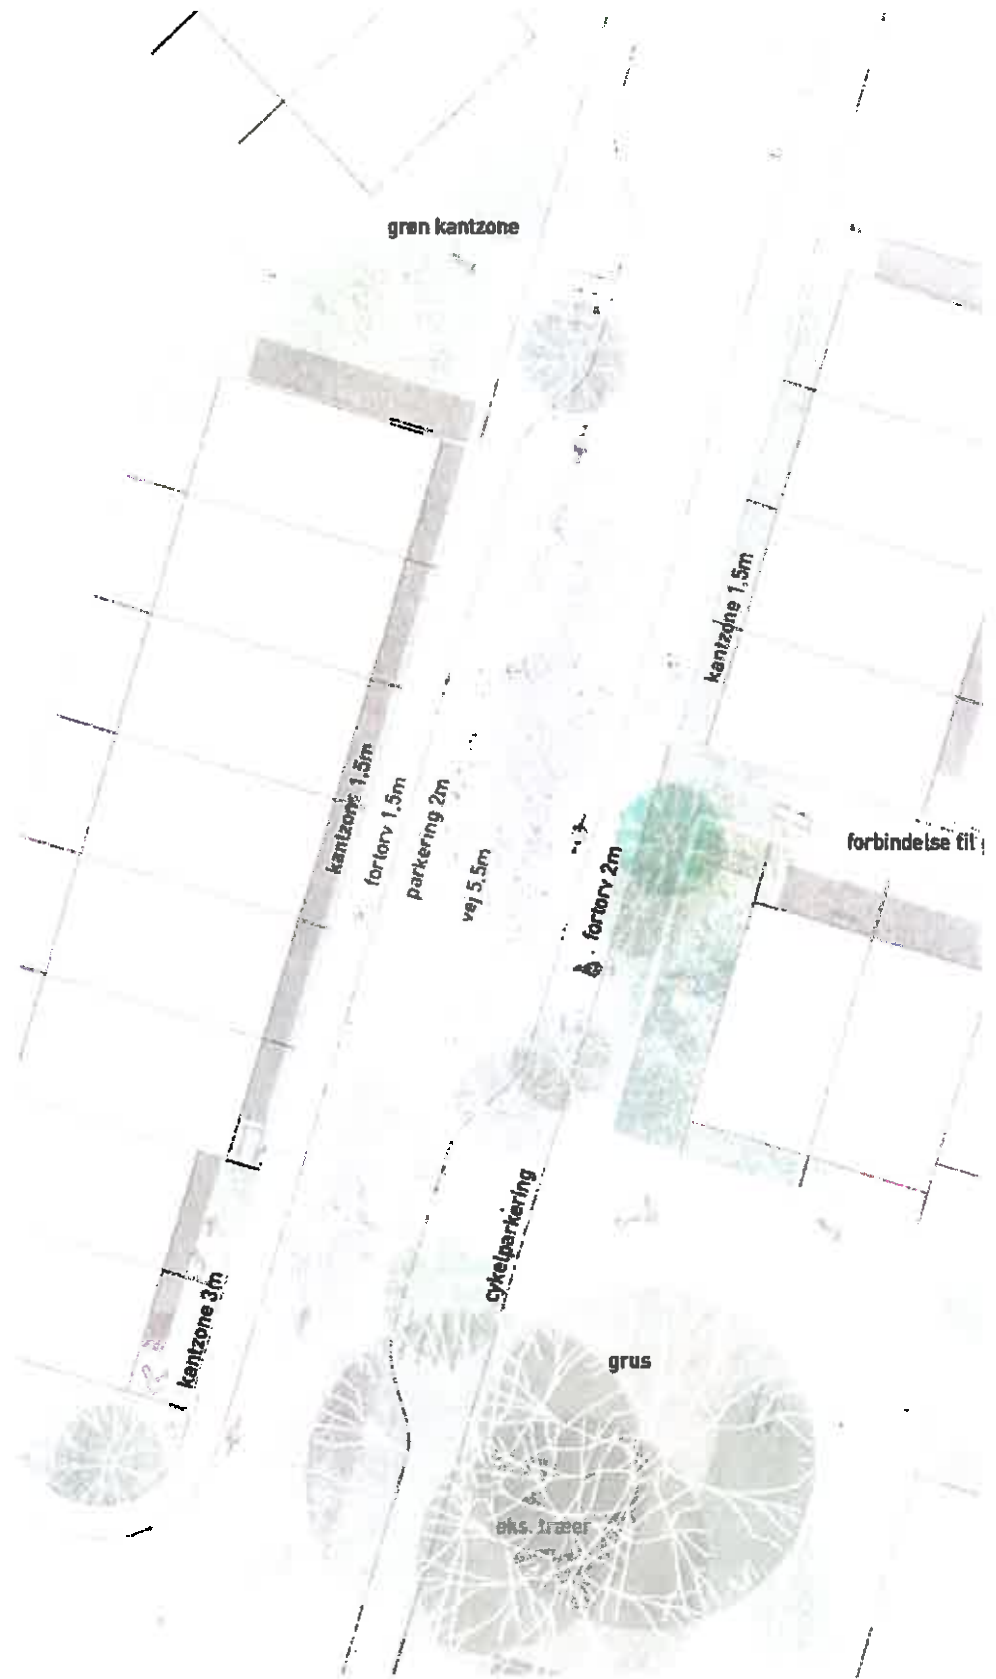 grøn kantzone
kantzone 1,5m
kantzone 1.5m
fortorv 1.5m
parkering 2m
vej 5.5m
fortorv 2m
forbindelse til
cykelparkering
kantzone 3m
grus
eks. træer